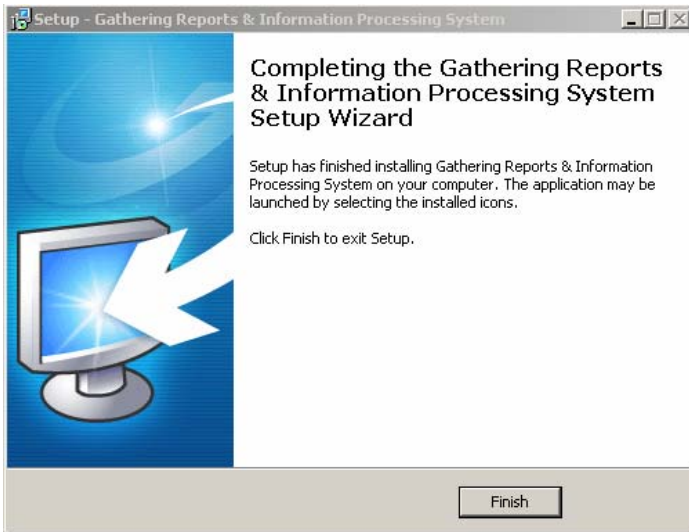 Setup - Gathering Reports & Information Processing System
Completing the Gathering Reports
& Information Processing System
Setup Wizard
Setup has finished installing Gathering Reports & Information
Processing System on your computer. The application may be
launched by selecting the installed icons.
Click Finish to exit Setup.
Finish